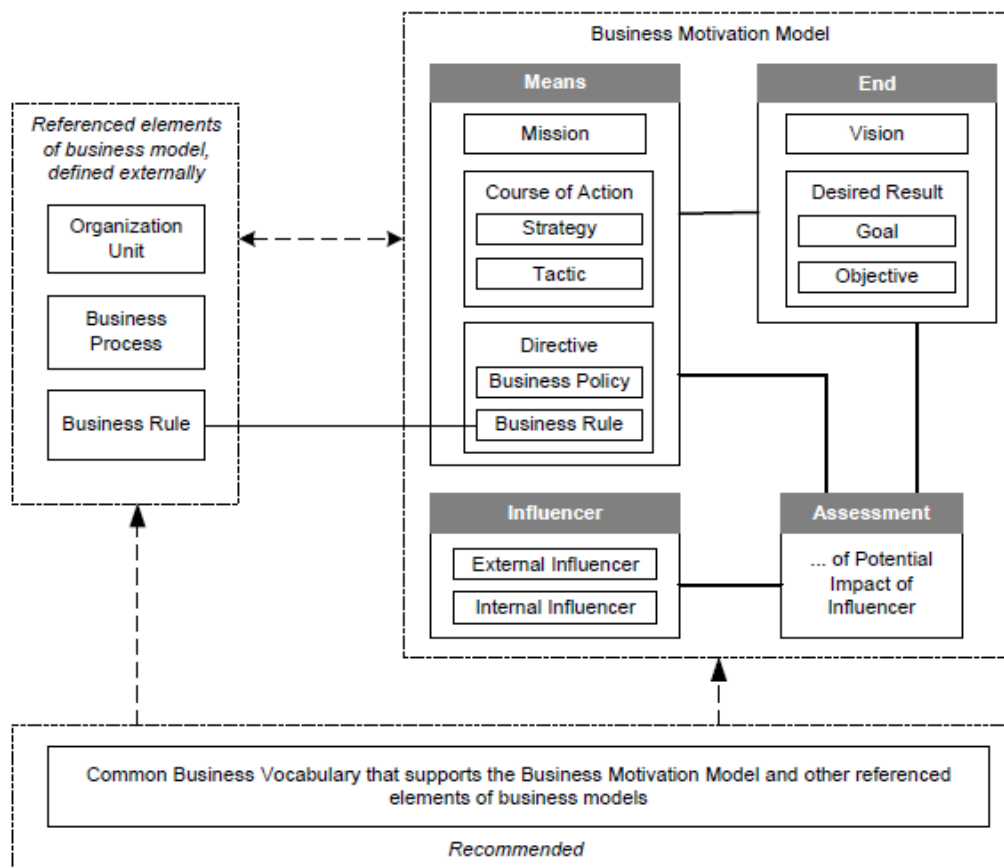 Business Motivation Model
Means
Mission
Course of Action
Strategy
Tactic
Directive
Business Policy
Business Rule
End
Vision
Desired Result
Goal
Objective
Referenced elements
of business model,
defined externally
Organization
Unit
Business
Process
Business Rule
Influencer
External Influencer
Internal Influencer
Assessment
... of Potential
Impact of
Influencer
Common Business Vocabulary that supports the Business Motivation Model and other referenced
elements of business models
Recommended